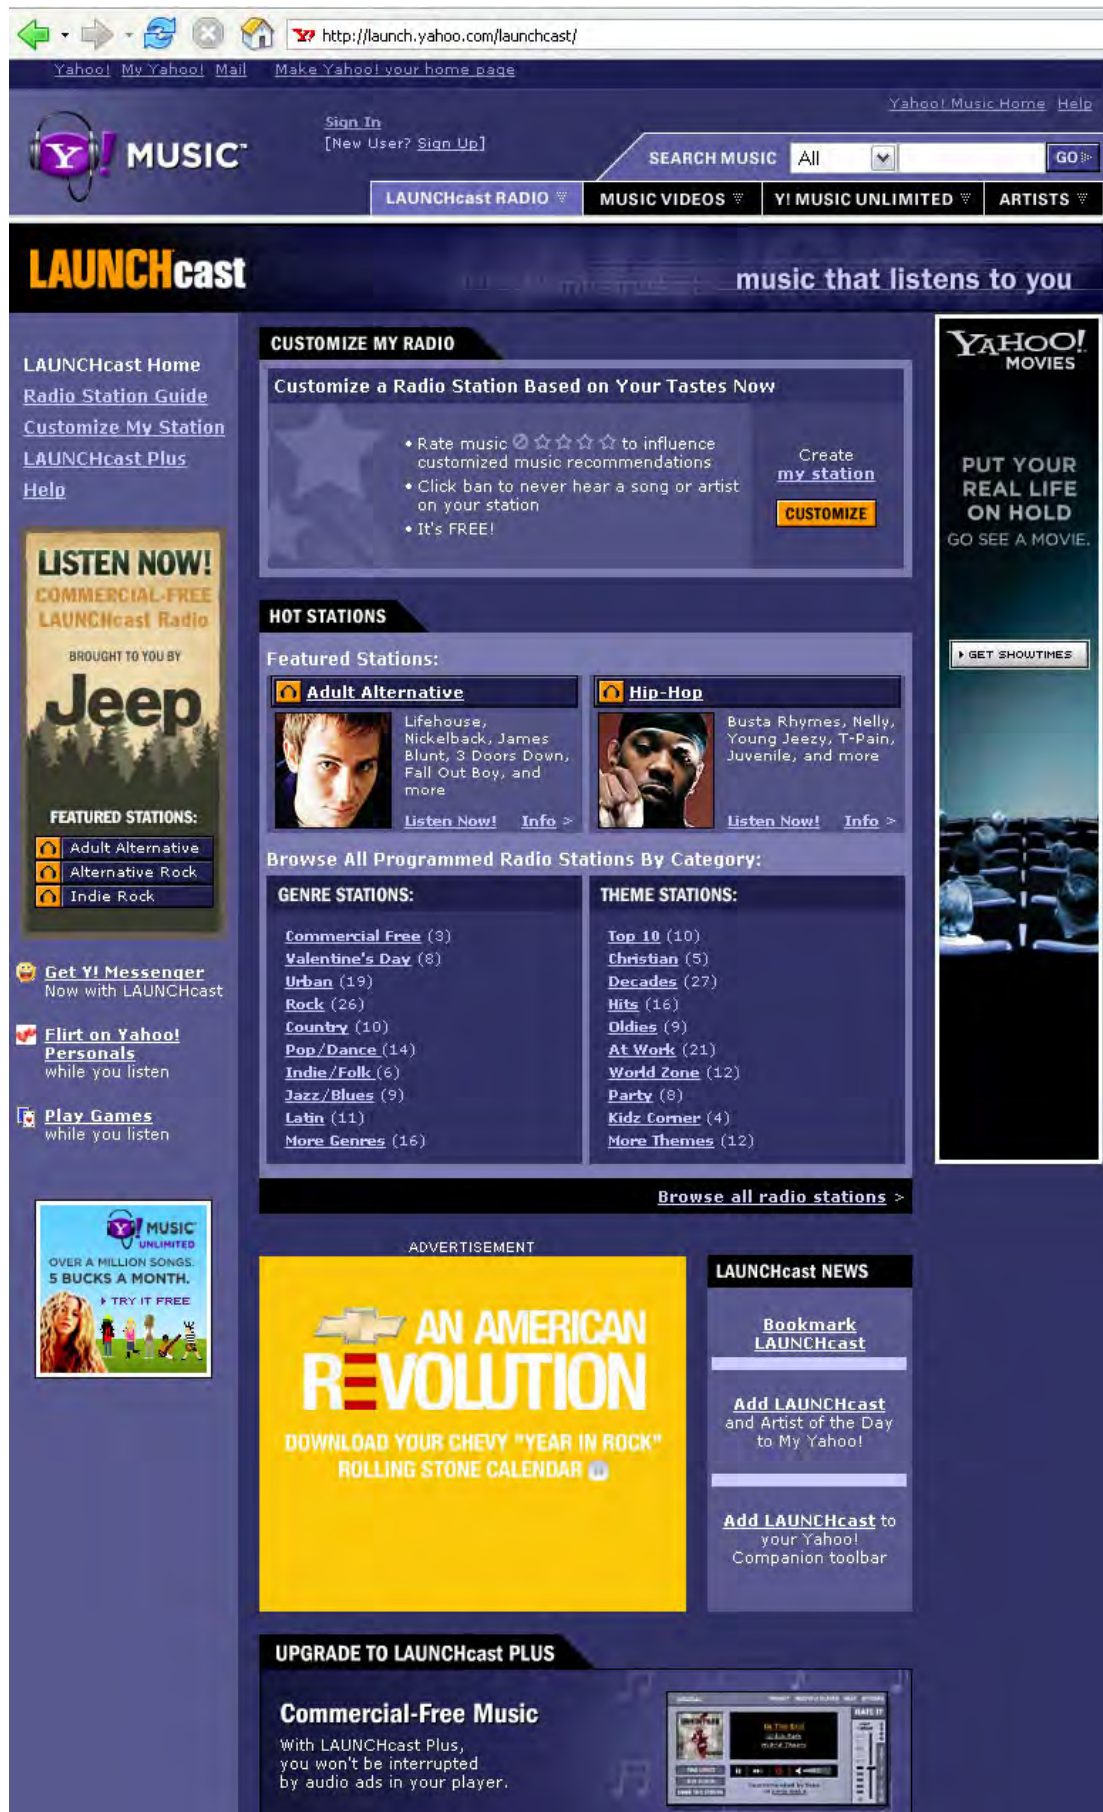 http://launch.yahoo.com/launchcast/
Yahoo! My Yahoo! Mail Make Yahoo! your home page
Yahoo! Music Home Help
Sign In
[New User? Sign Up]
Y! MUSIC™
SEARCH MUSIC All GO
LAUNCHcast RADIO MUSIC VIDEOS Y! MUSIC UNLIMITED ARTISTS
LAUNCHcast
music that listens to you
LAUNCHcast Home
Radio Station Guide
Customize My Station
LAUNCHcast Plus
Help
LISTEN NOW!
COMMERCIAL-FREE
LAUNCHcast Radio
BROUGHT TO YOU BY
Jeep
FEATURED STATIONS:
Adult Alternative
Alternative Rock
Indie Rock
Get Y! Messenger
Now with LAUNCHcast
Flirt on Yahoo!
Personals
while you listen
Play Games
while you listen
Y! MUSIC
UNLIMITED
OVER A MILLION SONGS.
5 BUCKS A MONTH.
TRY IT FREE
CUSTOMIZE MY RADIO
Customize a Radio Station Based on Your Tastes Now
• Rate music to influence
customized music recommendations
• Click ban to never hear a song or artist
on your station
• It's FREE!
Create
my station
CUSTOMIZE
HOT STATIONS
Featured Stations:
Adult Alternative
Lifehouse,
Nickelback, James
Blunt, 3 Doors Down,
Fall Out Boy, and
more
Listen Now! Info >
Hip-Hop
Busta Rhymes, Nelly,
Young Jeezy, T-Pain,
Juvenile, and more
Listen Now! Info >
Browse All Programmed Radio Stations By Category:
GENRE STATIONS:
Commercial Free (3)
Valentine's Day (8)
Urban (19)
Rock (26)
Country (10)
Pop/Dance (14)
Indie/Folk (6)
Jazz/Blues (9)
Latin (11)
More Genres (16)
THEME STATIONS:
Top 10 (10)
Christian (5)
Decades (27)
Hits (16)
Oldies (9)
At Work (21)
World Zone (12)
Party (8)
Kidz Corner (4)
More Themes (12)
Browse all radio stations >
YAHOO!
MOVIES
PUT YOUR
REAL LIFE
ON HOLD
GO SEE A MOVIE.
GET SHOWTIMES
ADVERTISEMENT
AN AMERICAN
REVOLUTION
DOWNLOAD YOUR CHEVY "YEAR IN ROCK"
ROLLING STONE CALENDAR
LAUNCHcast NEWS
Bookmark
LAUNCHcast
Add LAUNCHcast
and Artist of the Day
to My Yahoo!
Add LAUNCHcast to
your Yahoo!
Companion toolbar
UPGRADE TO LAUNCHcast PLUS
Commercial-Free Music
With LAUNCHcast Plus,
you won't be interrupted
by audio ads in your player.
RATE IT